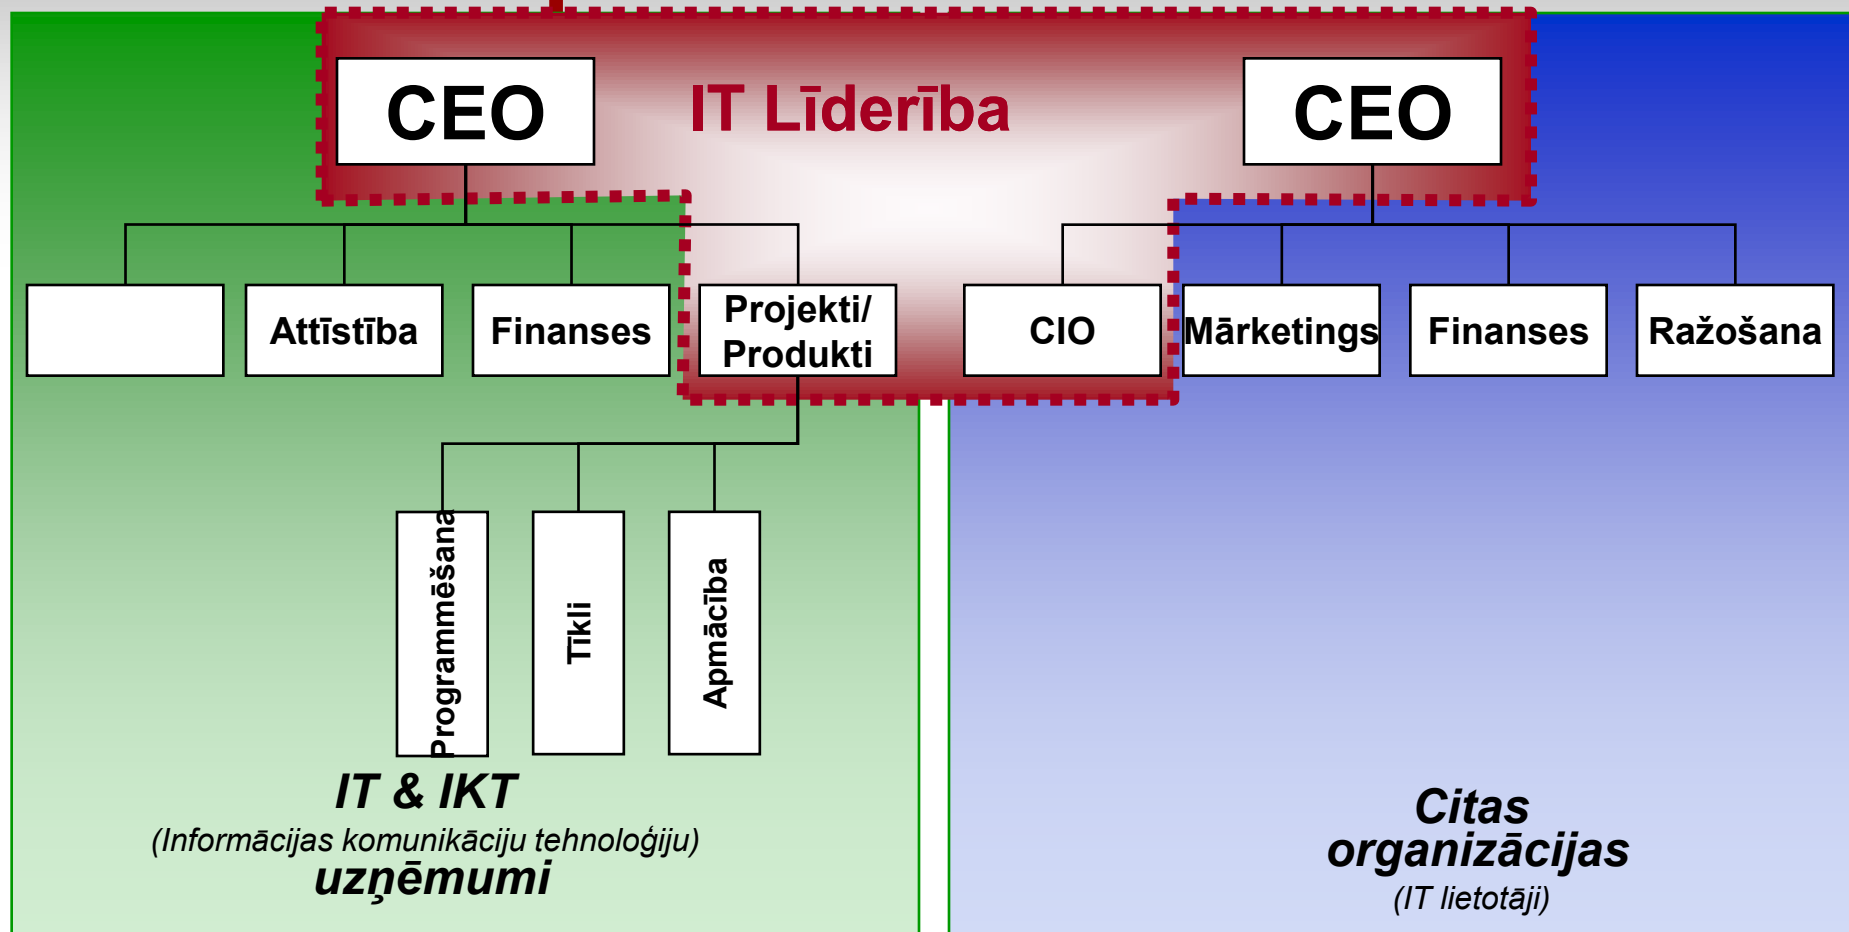 CEO
IT Līderība
CEO
Attīstība
Finanses
Projekti/
Produkti
CIO
Mārketings
Finanses
Ražošana
Programmēšana
Tīkli
Apmācība
IT & IKT
(Informācijas komunikāciju tehnoloģiju)
uzņēmumi
Citas
organizācijas
(IT lietotāji)